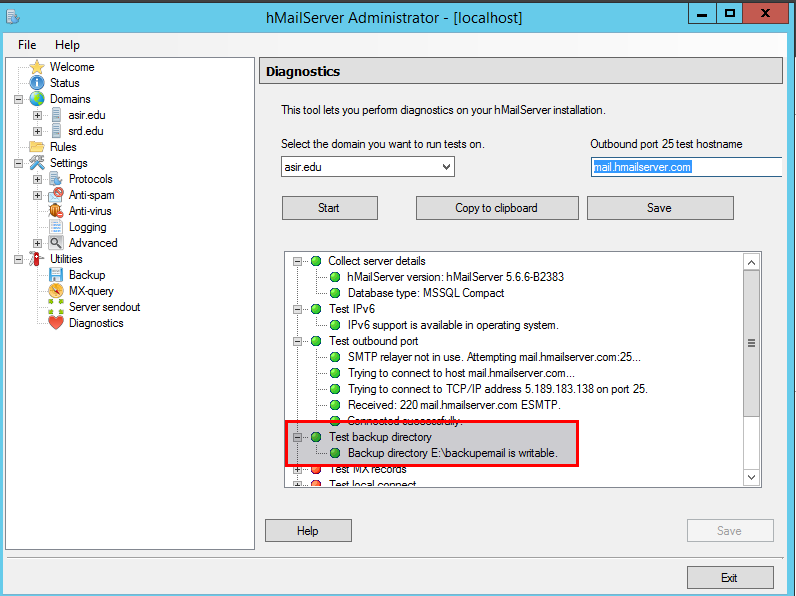 hMailServer Administrator - [localhost]
File Help
Welcome
Status
Domains
asir.edu
srd.edu
Rules
Settings
Protocols
Anti-spam
Anti-virus
Logging
Advanced
Utilities
Backup
MX-query
Server sendout
Diagnostics
Diagnostics
This tool lets you perform diagnostics on your hMailServer installation.
Select the domain you want to run tests on.
Outbound port 25 test hostname
asir.edu
mail.hmailserver.com
Start
Copy to clipboard
Save
Collect server details
hMailServer version: hMailServer 5.6.6-B2383
Database type: MSSQL Compact
Test IPv6
IPv6 support is available in operating system.
Test outbound port
SMTP relayer not in use. Attempting mail.hmailserver.com:25...
Trying to connect to host mail.hmailserver.com...
Trying to connect to TCP/IP address 5.189.183.138 on port 25.
Received: 220 mail.hmailserver.com ESMTP.
Connected successfully.
Test backup directory
Backup directory E:\backupemail is writable.
Test MX records
Test local connect
Help
Save
Exit